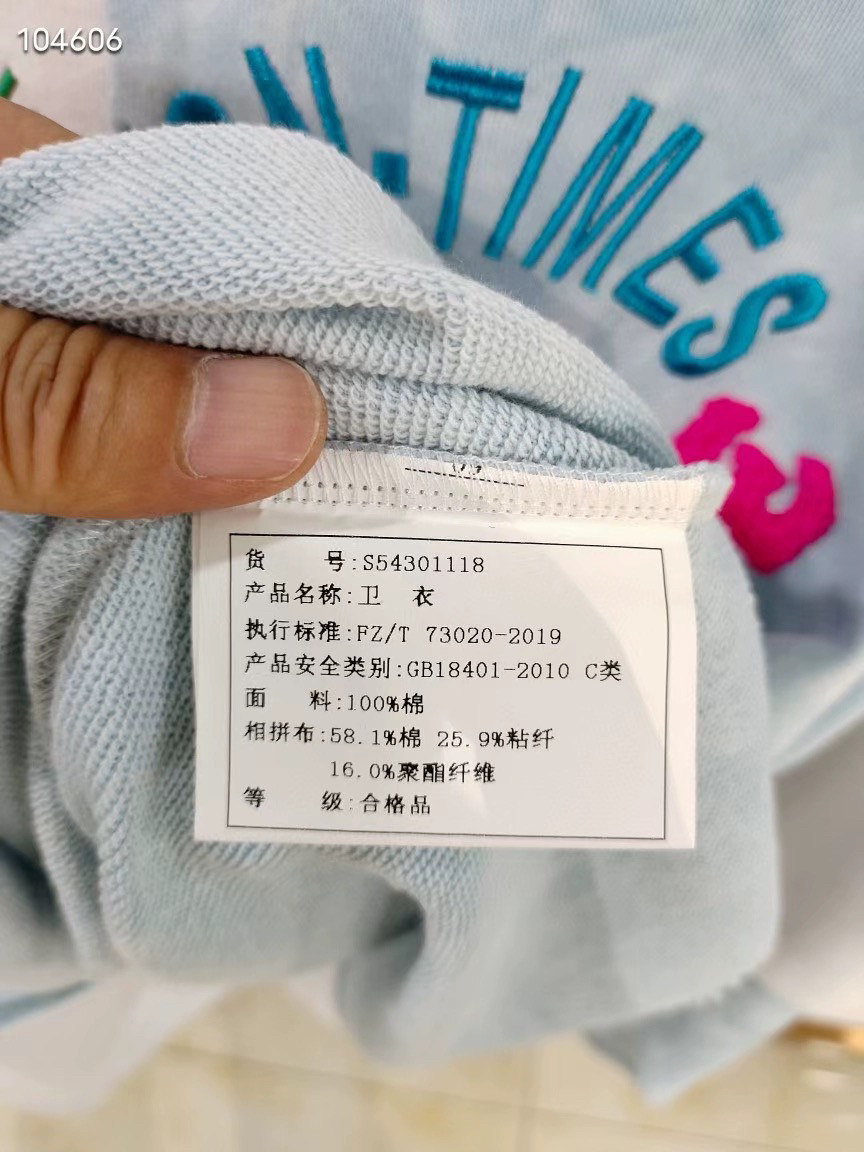 104606
N-TIMES
货 号:S54301118
产品名称:卫 衣
执行标准:FZ/T 73020-2019
产品安全类别:GB18401-2010 C类
面 料:100%棉
相拼布:58.1%棉 25.9%粘纤
16.0%聚酯纤维
等 级:合格品